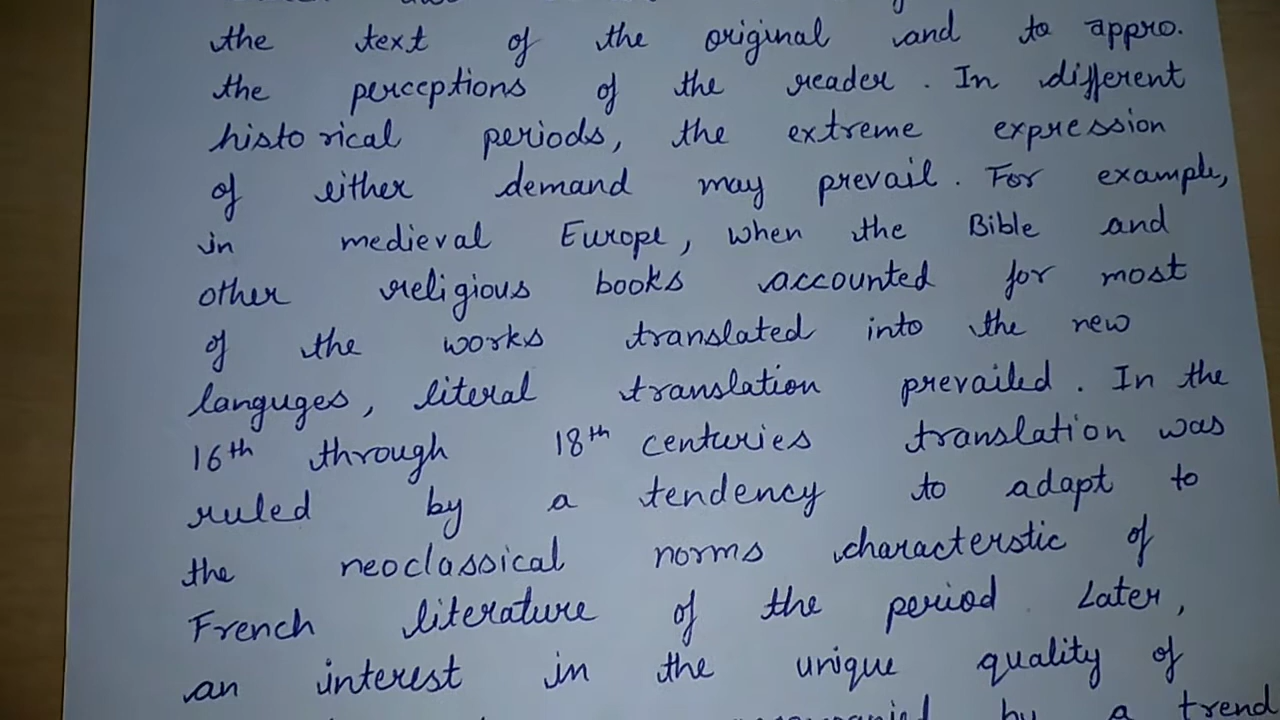 the text of the original and to appro.
the perceptions of the reader. In different
historical periods, the extreme expression
of either demand may prevail. For example,
in medieval Europe, when the Bible and
other religious books accounted for most
of the works translated into the new
languges, literal translation prevailed. In the
16th through 18th centuries translation was
ruled by a tendency to adapt to
the neoclassical norms characterstic of
French literature of the period Later,
an interest in the unique quality of
by a trend